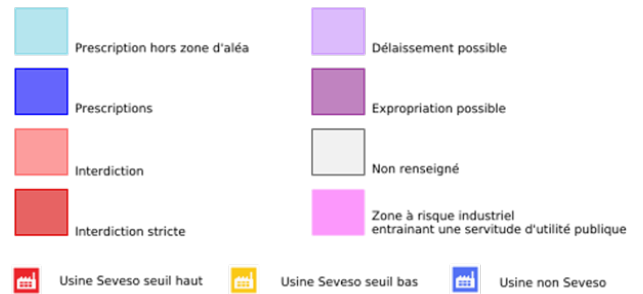 Prescription hors zone d'aléa
Délaissement possible
Prescriptions
Expropriation possible
Interdiction
Non renseigné
Interdiction stricte
Zone à risque industriel
entrainant une servitude d'utilité publique
Usine Seveso seuil haut
Usine Seveso seuil bas
Usine non Seveso